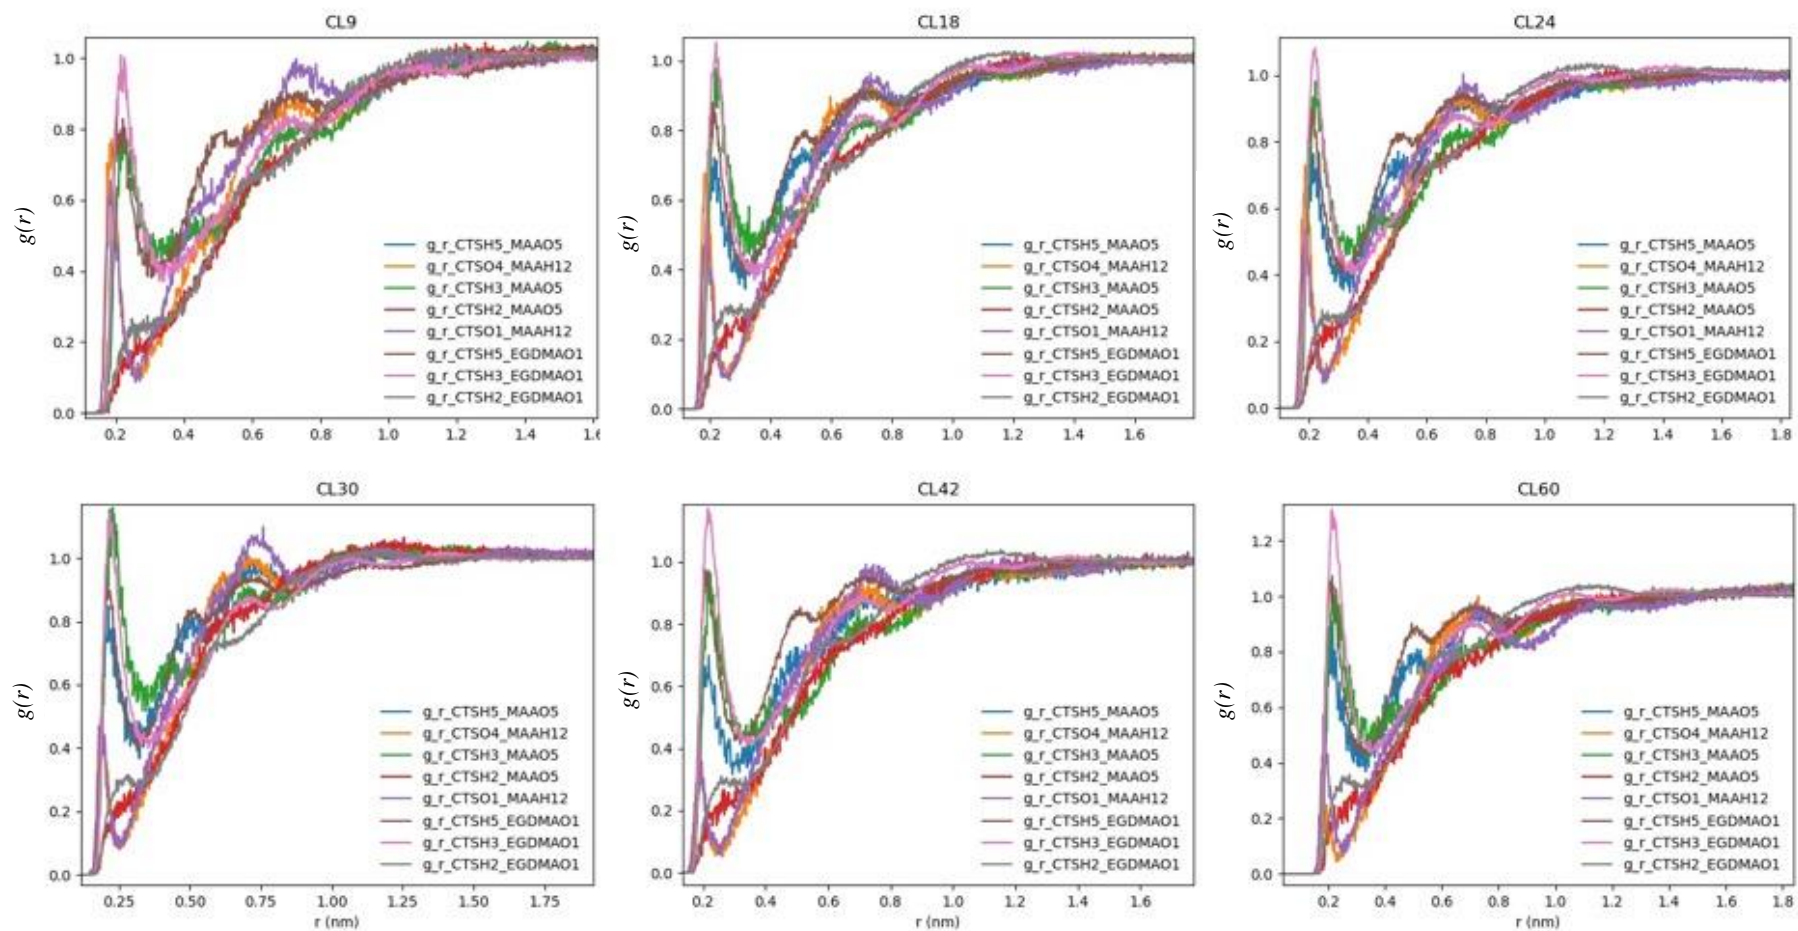 CL9
g(r)
1.0
0.8
0.6
0.4
0.2
0.0
g_r_CTSH5_MAAO5
g_r_CTSO4_MAAH12
g_r_CTSH3_MAAO5
g_r_CTSH2_MAAO5
g_r_CTSO1_MAAH12
g_r_CTSH5_EGDMAO1
g_r_CTSH3_EGDMAO1
g_r_CTSH2_EGDMAO1
0.2 0.4 0.6 0.8 1.0 1.2 1.4 1.6
CL18
g(r)
1.0
0.8
0.6
0.4
0.2
0.0
g_r_CTSH5_MAAO5
g_r_CTSO4_MAAH12
g_r_CTSH3_MAAO5
g_r_CTSH2_MAAO5
g_r_CTSO1_MAAH12
g_r_CTSH5_EGDMAO1
g_r_CTSH3_EGDMAO1
g_r_CTSH2_EGDMAO1
0.2 0.4 0.6 0.8 1.0 1.2 1.4 1.6
CL24
g(r)
1.0
0.8
0.6
0.4
0.2
0.0
g_r_CTSH5_MAAO5
g_r_CTSO4_MAAH12
g_r_CTSH3_MAAO5
g_r_CTSH2_MAAO5
g_r_CTSO1_MAAH12
g_r_CTSH5_EGDMAO1
g_r_CTSH3_EGDMAO1
g_r_CTSH2_EGDMAO1
0.2 0.4 0.6 0.8 1.0 1.2 1.4 1.6 1.8
CL30
g(r)
1.0
0.8
0.6
0.4
0.2
0.0
g_r_CTSH5_MAAO5
g_r_CTSO4_MAAH12
g_r_CTSH3_MAAO5
g_r_CTSH2_MAAO5
g_r_CTSO1_MAAH12
g_r_CTSH5_EGDMAO1
g_r_CTSH3_EGDMAO1
g_r_CTSH2_EGDMAO1
0.25 0.50 0.75 1.00 1.25 1.50 1.75
r (nm)
CL42
g(r)
1.0
0.8
0.6
0.4
0.2
0.0
g_r_CTSH5_MAAO5
g_r_CTSO4_MAAH12
g_r_CTSH3_MAAO5
g_r_CTSH2_MAAO5
g_r_CTSO1_MAAH12
g_r_CTSH5_EGDMAO1
g_r_CTSH3_EGDMAO1
g_r_CTSH2_EGDMAO1
0.2 0.4 0.6 0.8 1.0 1.2 1.4 1.6
r (nm)
CL60
g(r)
1.2
1.0
0.8
0.6
0.4
0.2
0.0
g_r_CTSH5_MAAO5
g_r_CTSO4_MAAH12
g_r_CTSH3_MAAO5
g_r_CTSH2_MAAO5
g_r_CTSO1_MAAH12
g_r_CTSH5_EGDMAO1
g_r_CTSH3_EGDMAO1
g_r_CTSH2_EGDMAO1
0.2 0.4 0.6 0.8 1.0 1.2 1.4 1.6 1.8
r (nm)